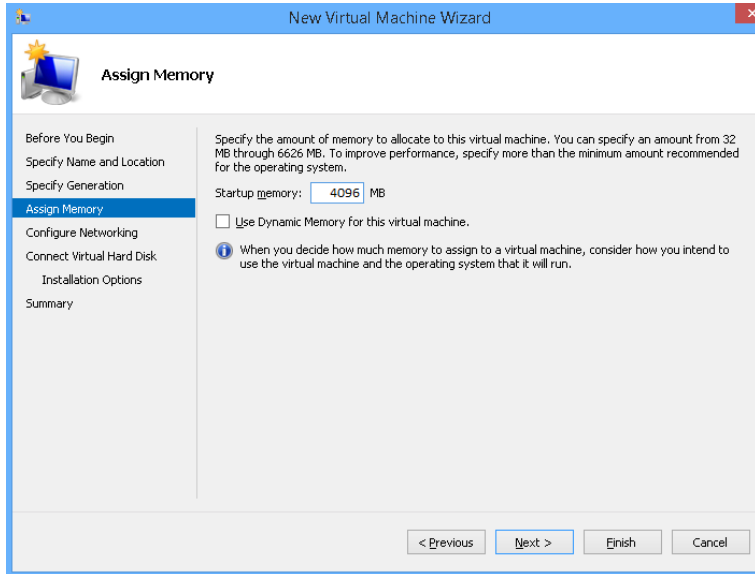 New Virtual Machine Wizard
Assign Memory
Before You Begin
Specify Name and Location
Specify Generation
Assign Memory
Configure Networking
Connect Virtual Hard Disk
Installation Options
Summary
Specify the amount of memory to allocate to this virtual machine. You can specify an amount from 32
MB through 6626 MB. To improve performance, specify more than the minimum amount recommended
for the operating system.
Startup memory: 4096 MB
Use Dynamic Memory for this virtual machine.
When you decide how much memory to assign to a virtual machine, consider how you intend to
use the virtual machine and the operating system that it will run.
< Previous Next > Finish Cancel